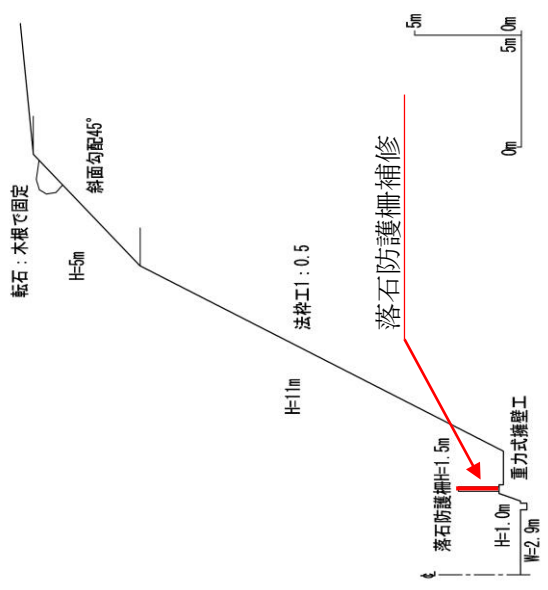 転石：木根で固定
H=5m
斜面勾配45°
法枠工1：0.5
H=11m
落石防護柵補修
落石防護柵H=1.5m
重力式擁壁工
H=1.0m
W=2.9m
℄
5m
0m
5m
0m